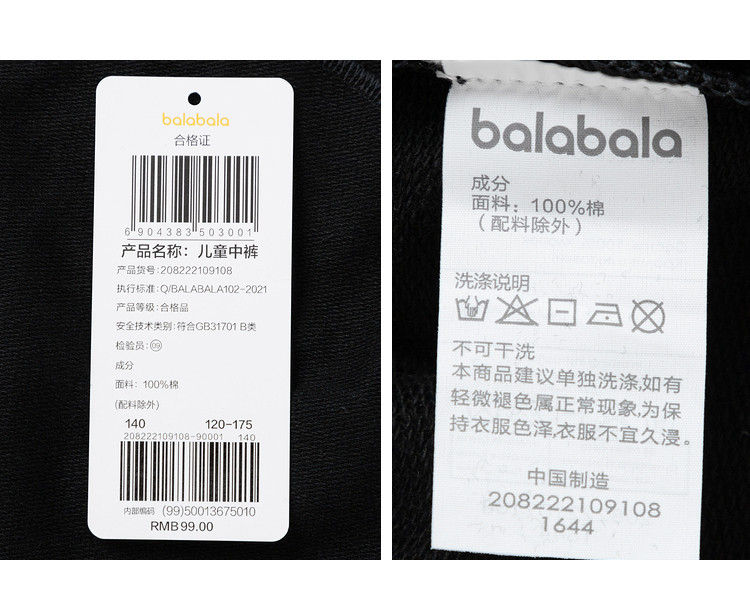 balabala
合格证
6 904383 503001
产品名称：儿童中裤
产品货号:208222109108
执行标准:Q/BALABALA102-2021
产品等级:合格品
安全技术类别:符合GB31701 B类
检验员:99
成分
面料：100%棉
(配料除外)
140 120-175
208222109108-90001 140
内部编码 (99)50013675010
RMB99.00
balabala
成分
面料：100%棉
（配料除外）
洗涤说明
不可干洗
本商品建议单独洗涤,如有
轻微褪色属正常现象,为保
持衣服色泽,衣服不宜久浸。
中国制造
208222109108
1644